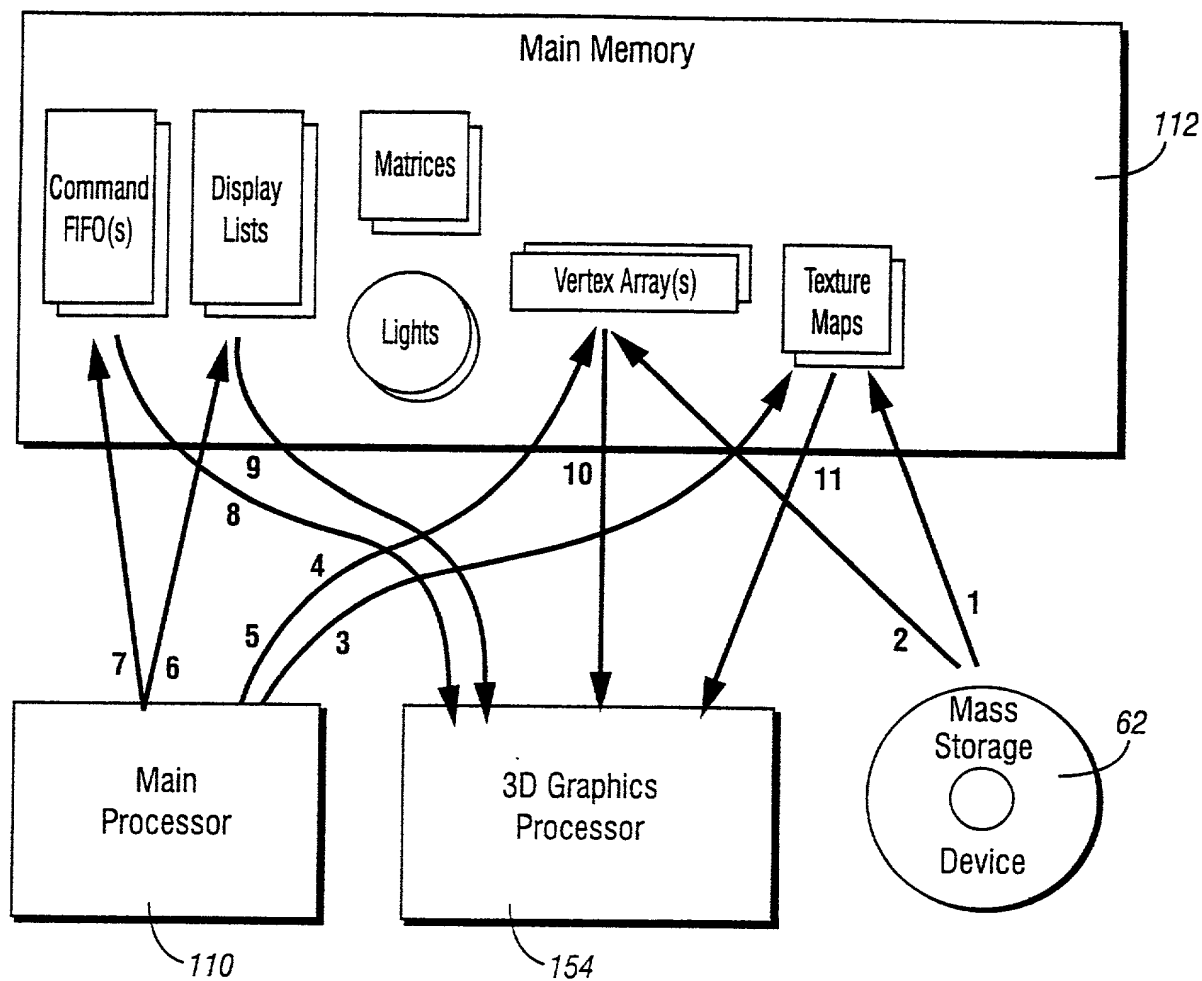 Main Memory
112
Command
FIFO(s)
Display
Lists
Matrices
Lights
Vertex Array(s)
Texture
Maps
9
8
10
11
4
5
3
7
6
2
1
Main
Processor
3D Graphics
Processor
Mass
Storage
Device
62
110
154